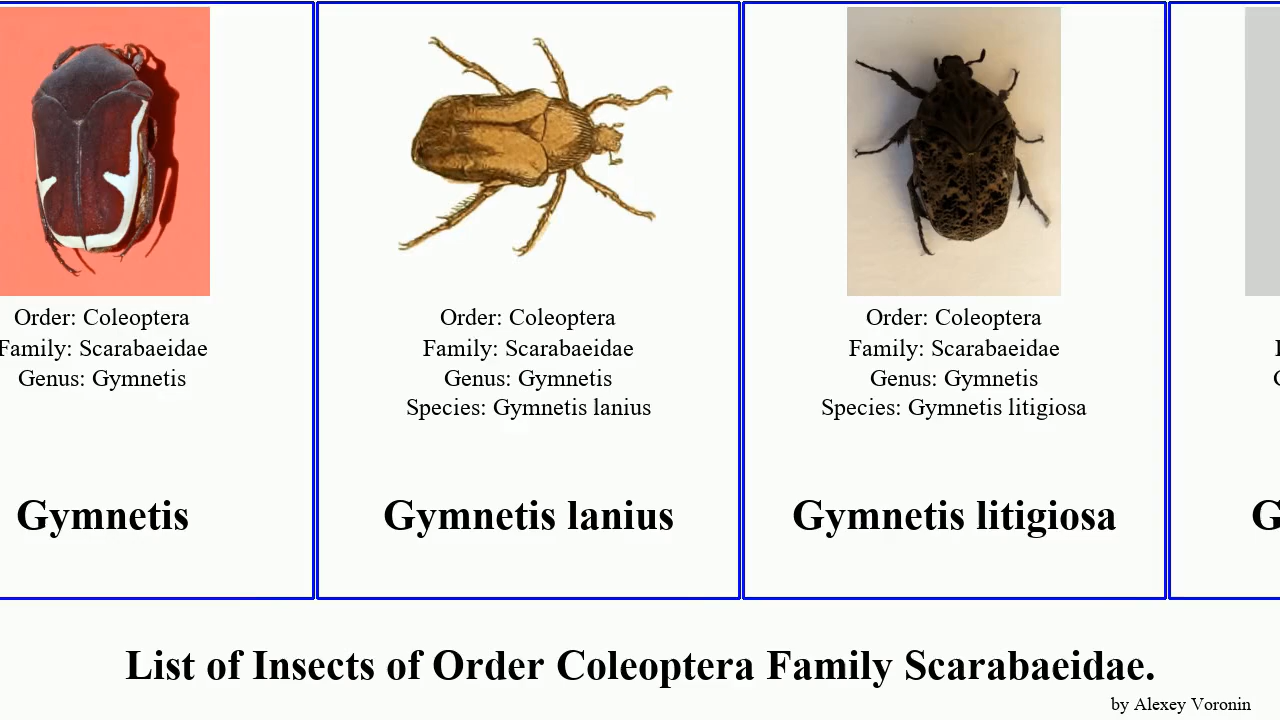 Order: Coleoptera
Family: Scarabaeidae
Genus: Gymnetis
Gymnetis
Order: Coleoptera
Family: Scarabaeidae
Genus: Gymnetis
Species: Gymnetis lanius
Gymnetis lanius
Order: Coleoptera
Family: Scarabaeidae
Genus: Gymnetis
Species: Gymnetis litigiosa
Gymnetis litigiosa
G
List of Insects of Order Coleoptera Family Scarabaeidae.
by Alexey Voronin